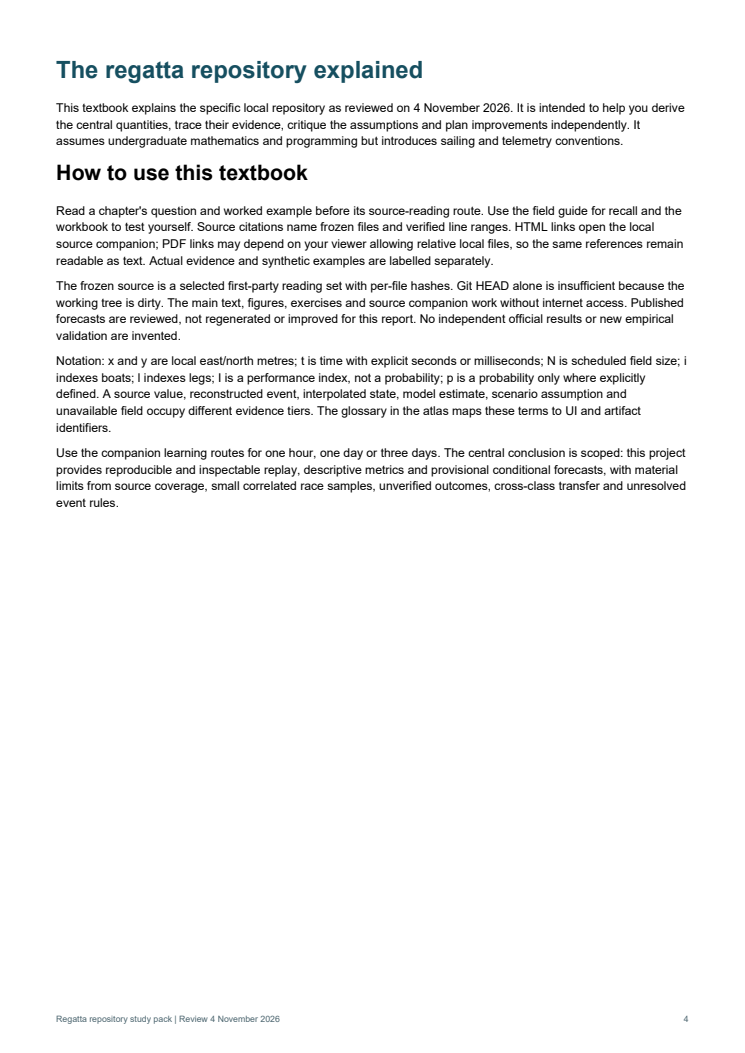 The regatta repository explained
This textbook explains the specific local repository as reviewed on 4 November 2026. It is intended to help you derive
the central quantities, trace their evidence, critique the assumptions and plan improvements independently. It
assumes undergraduate mathematics and programming but introduces sailing and telemetry conventions.
How to use this textbook
Read a chapter's question and worked example before its source-reading route. Use the field guide for recall and the
workbook to test yourself. Source citations name frozen files and verified line ranges. HTML links open the local
source companion; PDF links may depend on your viewer allowing relative local files, so the same references remain
readable as text. Actual evidence and synthetic examples are labelled separately.
The frozen source is a selected first-party reading set with per-file hashes. Git HEAD alone is insufficient because the
working tree is dirty. The main text, figures, exercises and source companion work without internet access. Published
forecasts are reviewed, not regenerated or improved for this report. No independent official results or new empirical
validation are invented.
Notation: x and y are local east/north metres; t is time with explicit seconds or milliseconds; N is scheduled field size; i
indexes boats; l indexes legs; I is a performance index, not a probability; p is a probability only where explicitly
defined. A source value, reconstructed event, interpolated state, model estimate, scenario assumption and
unavailable field occupy different evidence tiers. The glossary in the atlas maps these terms to UI and artifact
identifiers.
Use the companion learning routes for one hour, one day or three days. The central conclusion is scoped: this project
provides reproducible and inspectable replay, descriptive metrics and provisional conditional forecasts, with material
limits from source coverage, small correlated race samples, unverified outcomes, cross-class transfer and unresolved
event rules.
Regatta repository study pack | Review 4 November 2026
4